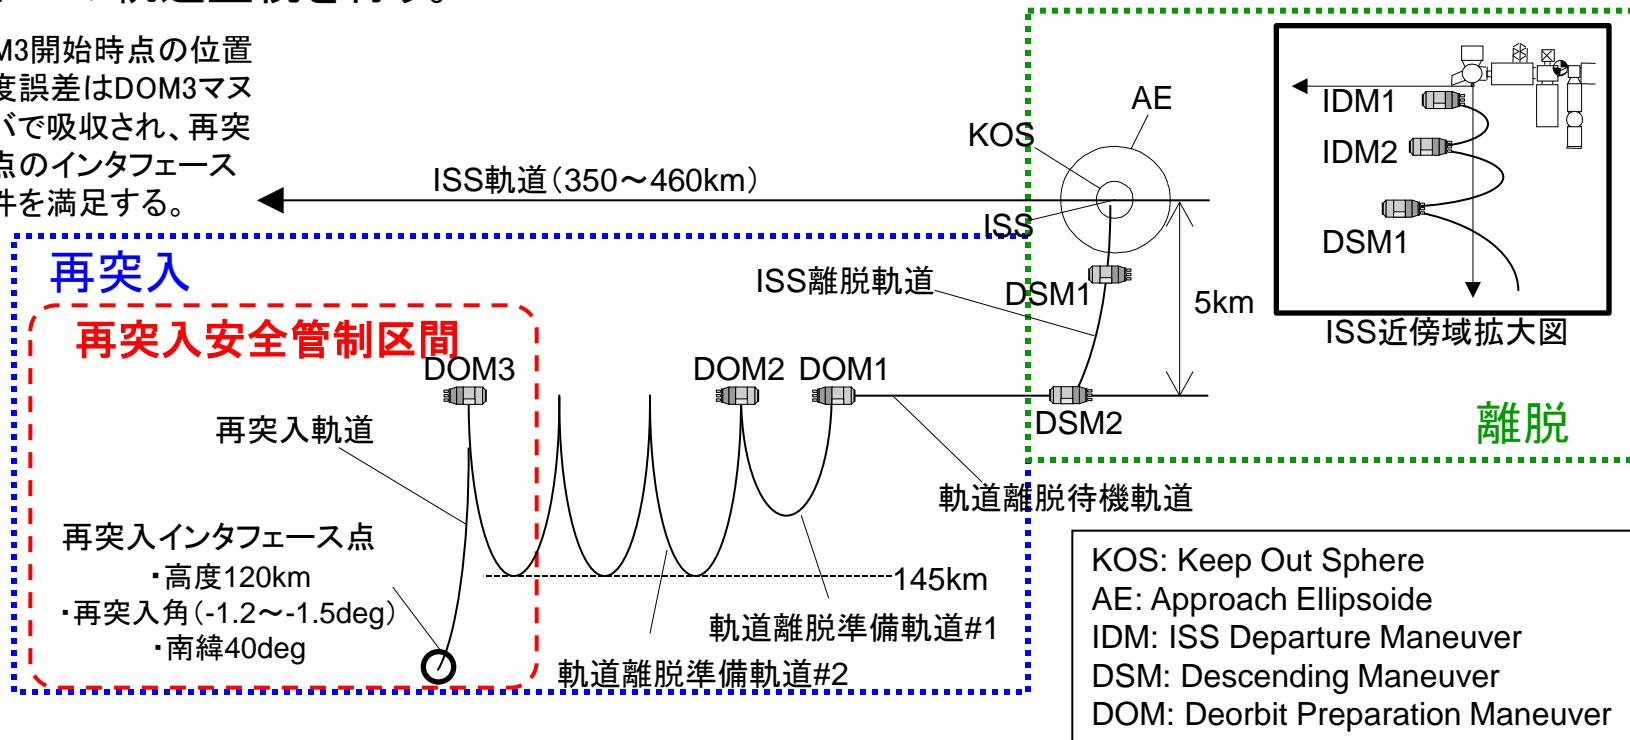 M3開始時点の位置
度誤差はDOM3マヌ
バで吸収され、再突
点のインタフェース
件を満足する。
ISS軌道(350～460km)
KOS
AE
ISS
ISS離脱軌道
DSM1
5km
DSM2
IDM1
IDM2
DSM1
ISS近傍域拡大図
離脱
再突入
再突入安全管制区間
DOM3
DOM2
DOM1
再突入軌道
軌道離脱待機軌道
再突入インタフェース点
・高度120km
・再突入角(-1.2～-1.5deg)
・南緯40deg
145km
軌道離脱準備軌道#1
軌道離脱準備軌道#2
KOS: Keep Out Sphere
AE: Approach Ellipsoide
IDM: ISS Departure Maneuver
DSM: Descending Maneuver
DOM: Deorbit Preparation Maneuver